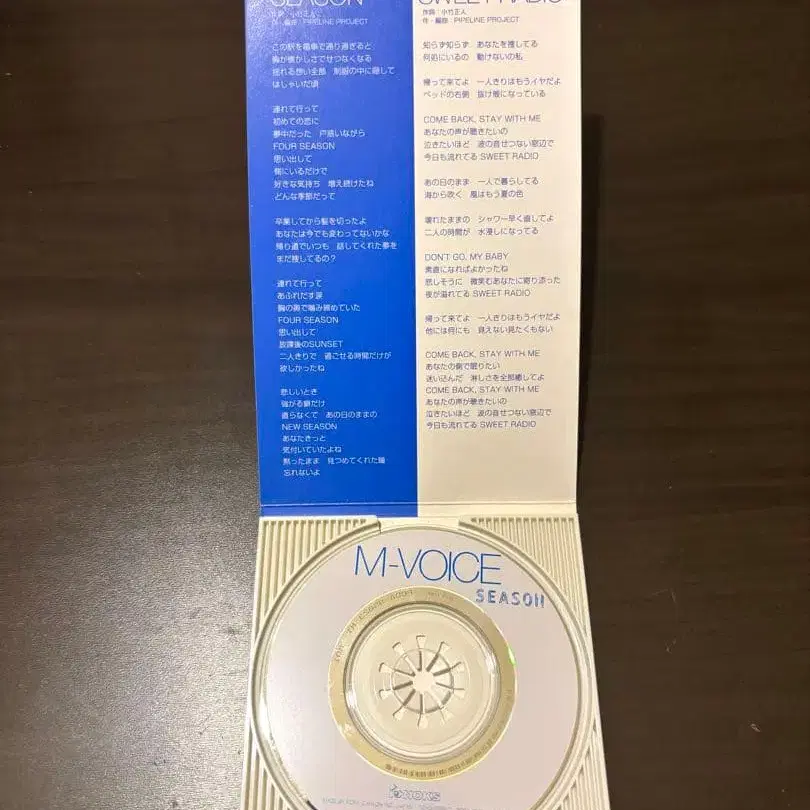 SEASON
作詞：小竹正人
作・編曲：PIPELINE PROJECT
この駅を電車で通り過ぎると
胸が懐かしさでせつなくなる
揺れる想い全部 制服の中に隠して
はしゃいだ頃
連れて行って
初めての恋に
夢中だった 戸惑いながら
FOUR SEASON
思い出して
側にいるだけで
好きな気持ち 増え続けたね
どんな季節だって
卒業してから髪を切ったよ
あなたは今でも変わってないかな
帰り道でいつも 話してくれた夢を
まだ捜してるの？
連れて行って
あふれだす涙
胸の奥で噛み締めていた
FOUR SEASON
思い出して
放課後のSUNSET
二人きりで 過ごせる時間だけが
欲しかったね
悲しいとき
強がる癖だけ
直らなくて あの日のままの
NEW SEASON
あなたきっと
気付いていたよね
黙ったまま 見つめてくれた瞳
忘れないよ
SWEET RADIO
作詞：小竹正人
作・編曲：PIPELINE PROJECT
知らず知らず あなたを捜してる
何処にいるの 動けないの私
帰って来てよ 一人きりはもうイヤだよ
ベッドの右側 抜け殻になっている
COME BACK, STAY WITH ME
あなたの声が聴きたいの
泣きたいほど 波の音せつない窓辺で
今日も流れてる SWEET RADIO
あの日のまま 一人で暮らしてる
海から吹く 風はもう夏の色
壊れたままの シャワー早く直してよ
二人の時間が 水浸しになってる
DON'T GO, MY BABY
素直になればよかったね
悲しそうに 微笑むあなたに寄り添った
夜が溢れてる SWEET RADIO
帰って来てよ 一人きりはもうイヤだよ
他には何にも 見えない見たくもない
COME BACK, STAY WITH ME
あなたの側で眠りたい
迷い込んだ 淋しさを全部癒してよ
COME BACK, STAY WITH ME
あなたの声が聴きたいの
泣きたいほど 波の音せつない窓辺で
今日も流れてる SWEET RADIO
M-VOICE
SEASON